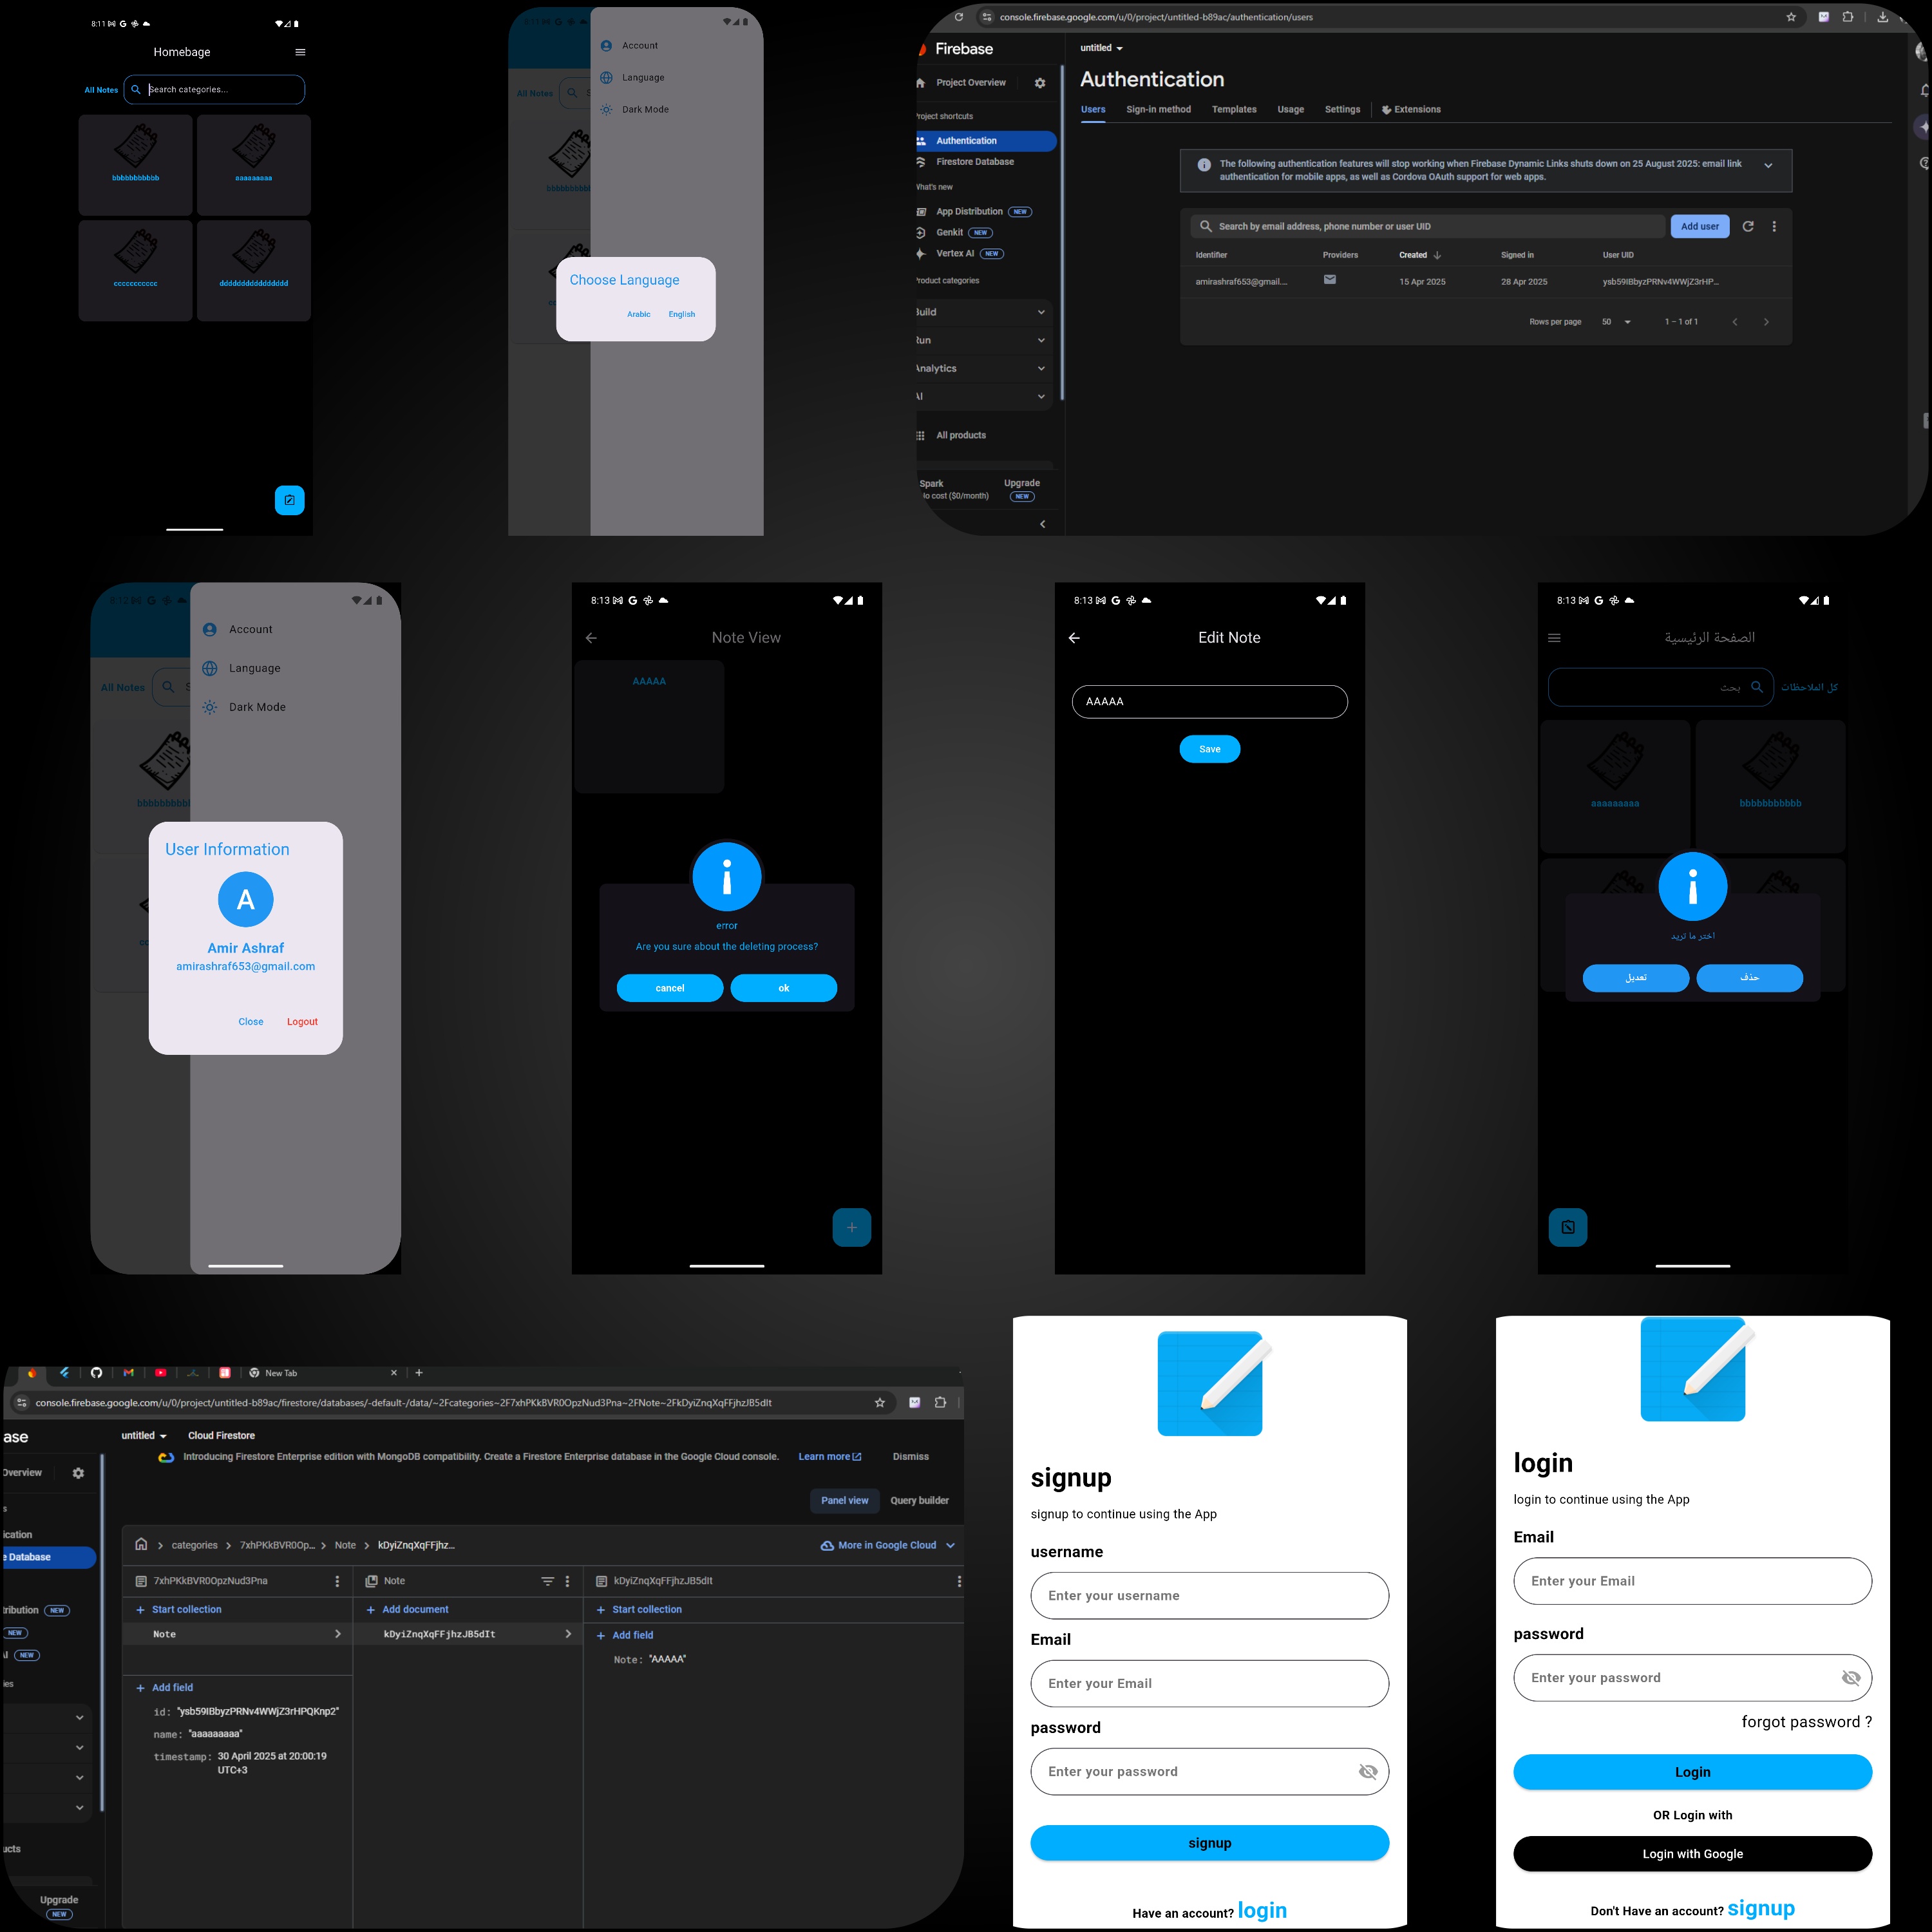 8:11
Homebage
All Notes
Search categories...
bbbbbbbbbbb
aaaaaaaaa
ccccccccccc
dddddddddddddddd
Account
Language
Dark Mode
All Notes
S
bbbbbbbbbb
Choose Language
Arabic English
console.firebase.google.com/u/0/project/untitled-b89ac/authentication/users
Firebase
Project Overview
Project shortcuts
Authentication
Firestore Database
What's new
App Distribution NEW
Genkit NEW
Vertex AI NEW
Product categories
Build
Run
Analytics
AI
All products
Spark
No cost ($0/month)
Upgrade
NEW
untitled
Authentication
Users Sign-in method Templates Usage Settings Extensions
The following authentication features will stop working when Firebase Dynamic Links shuts down on 25 August 2025: email link
authentication for mobile apps, as well as Cordova OAuth support for web apps.
Search by email address, phone number or user UID
Add user
Identifier Providers Created Signed in User UID
amirashraf653@gmail.... 15 Apr 2025 28 Apr 2025 ysb59IBbyzPRNv4WWjZ3rHP...
Rows per page 50 1 – 1 of 1
8:12
Account
Language
Dark Mode
All Notes
S
bbbbbbbbbb
User Information
A
Amir Ashraf
amirashraf653@gmail.com
Close Logout
8:13
Note View
AAAAA
error
Are you sure about the deleting process?
cancel ok
8:13
Edit Note
AAAAA
Save
8:13
الصفحة الرئيسية
كل الملاحظات
بحث
aaaaaaaaa
bbbbbbbbbbb
اختر ما تريد
تعديل
حذف
New Tab
console.firebase.google.com/u/0/project/untitled-b89ac/firestore/databases/-default-/data/~2Fcategories~2F7xhPKkBVR0OpzNud3Pna~2FNote~2FkDyiZnqXqFFjhzJB5dIt
ase
Overview
s
ication
e Database
tribution NEW
NEW
AI NEW
ies
ucts
Upgrade
NEW
untitled Cloud Firestore
Introducing Firestore Enterprise edition with MongoDB compatibility. Create a Firestore Enterprise database in the Google Cloud console. Learn more Dismiss
Panel view Query builder
categories 7xhPKkBVR0Op... Note kDyiZnqXqFFjhz...
More in Google Cloud
7xhPKkBVR0OpzNud3Pna
Note
kDyiZnqXqFFjhzJB5dIt
Start collection
Add document
Start collection
Note
kDyiZnqXqFFjhzJB5dIt
Add field
Note: "AAAAA"
Add field
id: "ysb59IBbyzPRNv4WWjZ3rHPQKnp2"
name: "aaaaaaaaa"
timestamp: 30 April 2025 at 20:00:19
UTC+3
signup
signup to continue using the App
username
Enter your username
Email
Enter your Email
password
Enter your password
signup
Have an account? login
login
login to continue using the App
Email
Enter your Email
password
Enter your password
forgot password ?
Login
OR Login with
Login with Google
Don't Have an account? signup